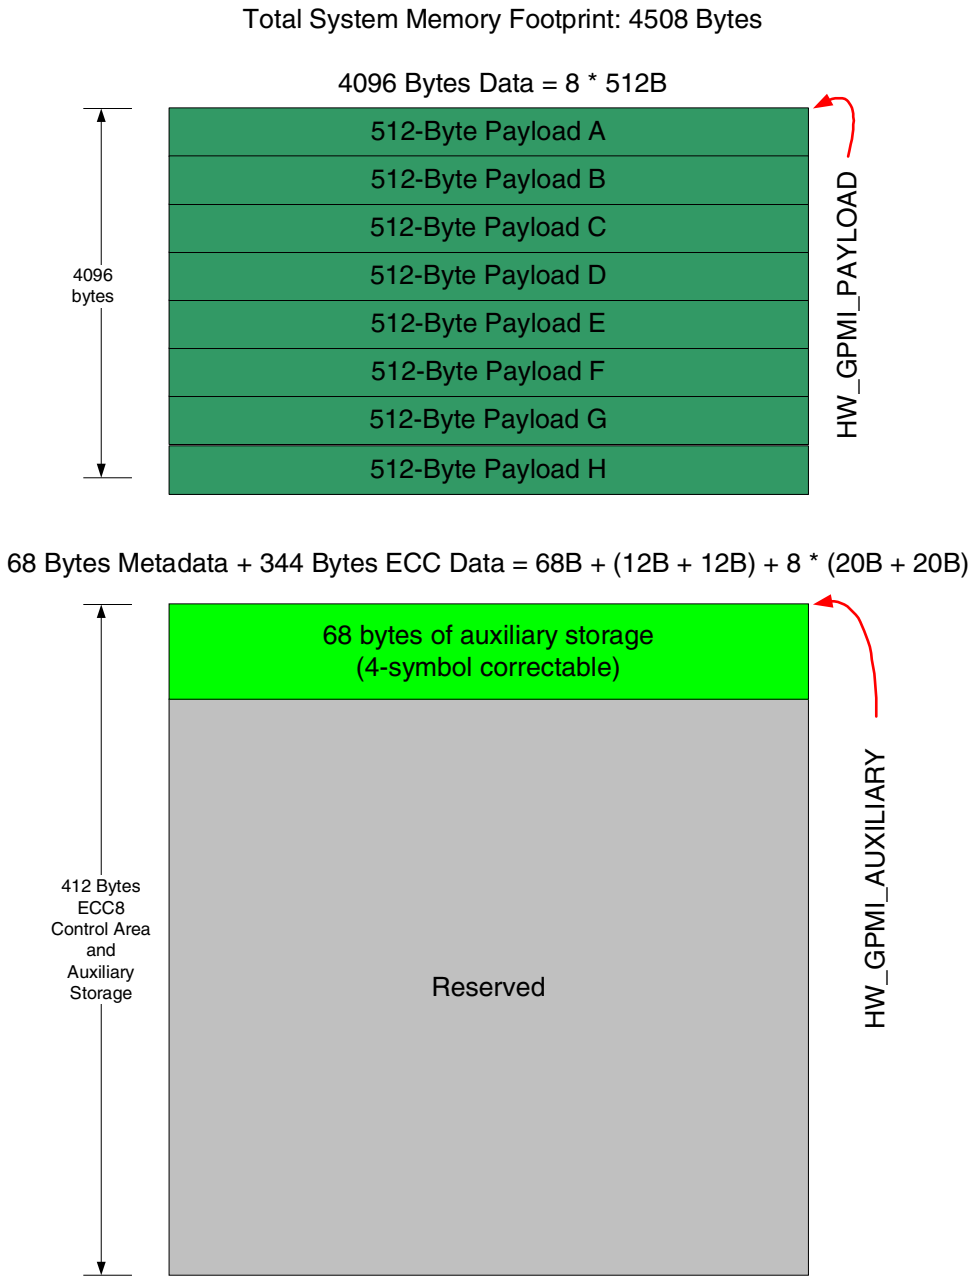 Total System Memory Footprint: 4508 Bytes
4096 Bytes Data = 8 * 512B
512-Byte Payload A
512-Byte Payload B
512-Byte Payload C
512-Byte Payload D
512-Byte Payload E
512-Byte Payload F
512-Byte Payload G
512-Byte Payload H
4096
bytes
HW_GPMI_PAYLOAD
68 Bytes Metadata + 344 Bytes ECC Data = 68B + (12B + 12B) + 8 * (20B + 20B)
68 bytes of auxiliary storage
(4-symbol correctable)
Reserved
412 Bytes
ECC8
Control Area
and
Auxiliary
Storage
HW_GPMI_AUXILIARY